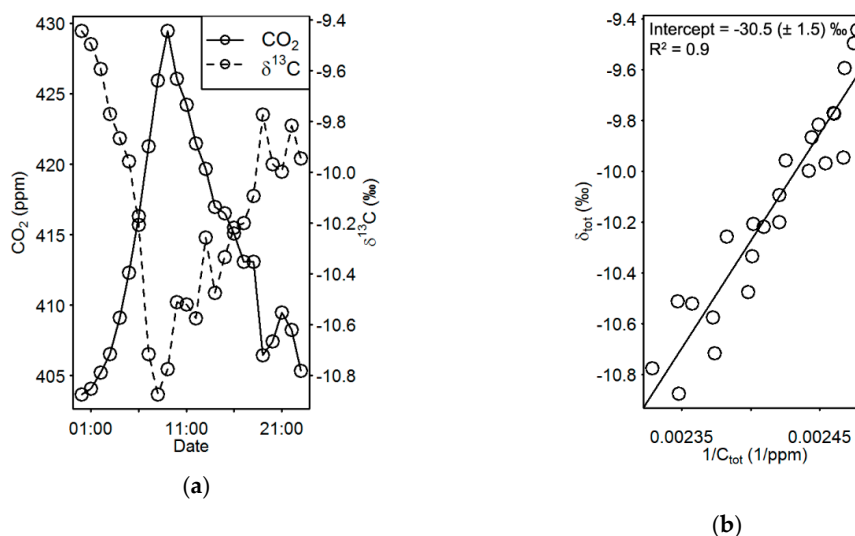 430
425
420
415
410
405
CO₂ (ppm)
CO₂
δ¹³C
-9.4
-9.6
-9.8
-10.0
-10.2
-10.4
-10.6
-10.8
δ¹³C (‰)
01:00 11:00 21:00
Date
(a)
Intercept = -30.5 (± 1.5) ‰
R² = 0.9
-9.4
-9.6
-9.8
-10.0
-10.2
-10.4
-10.6
-10.8
δtot (‰)
0.00235 0.00245
1/Ctot (1/ppm)
(b)